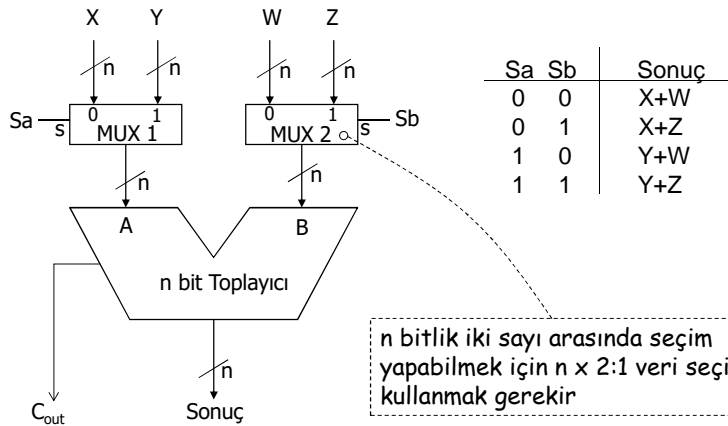 X Y W Z
n n n n
Sa s 0 1 0 1 s Sb
MUX 1 MUX 2
n n
A B
n bit Toplayıcı
n
Cout Sonuç
Sa Sb Sonuç
0 0 X+W
0 1 X+Z
1 0 Y+W
1 1 Y+Z
n bitlik iki sayı arasında seçim
yapabilmek için n x 2:1 veri seçi
kullanmak gerekir